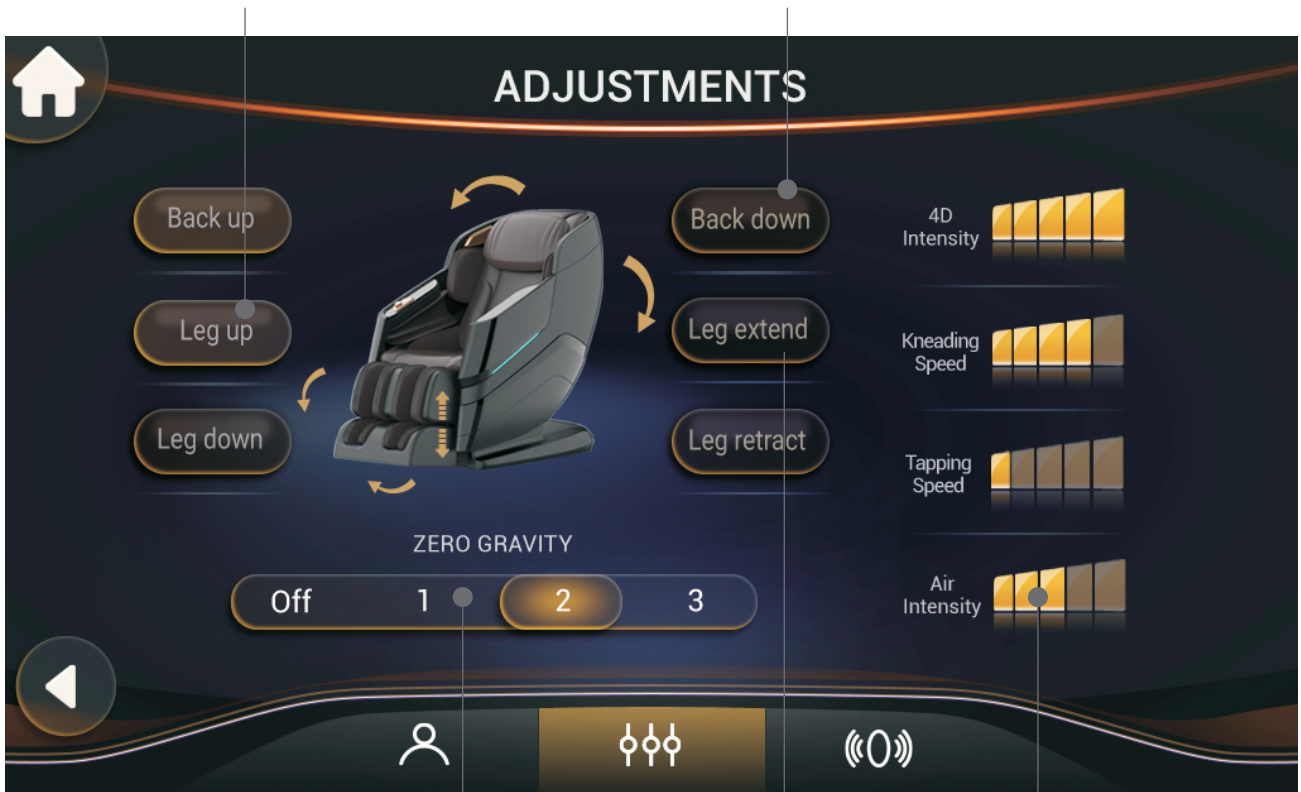 ADJUSTMENTS
Back up
Leg up
Leg down
Back down
Leg extend
Leg retract
4D
Intensity
Kneading
Speed
Tapping
Speed
Air
Intensity
ZERO GRAVITY
Off 1 2 3